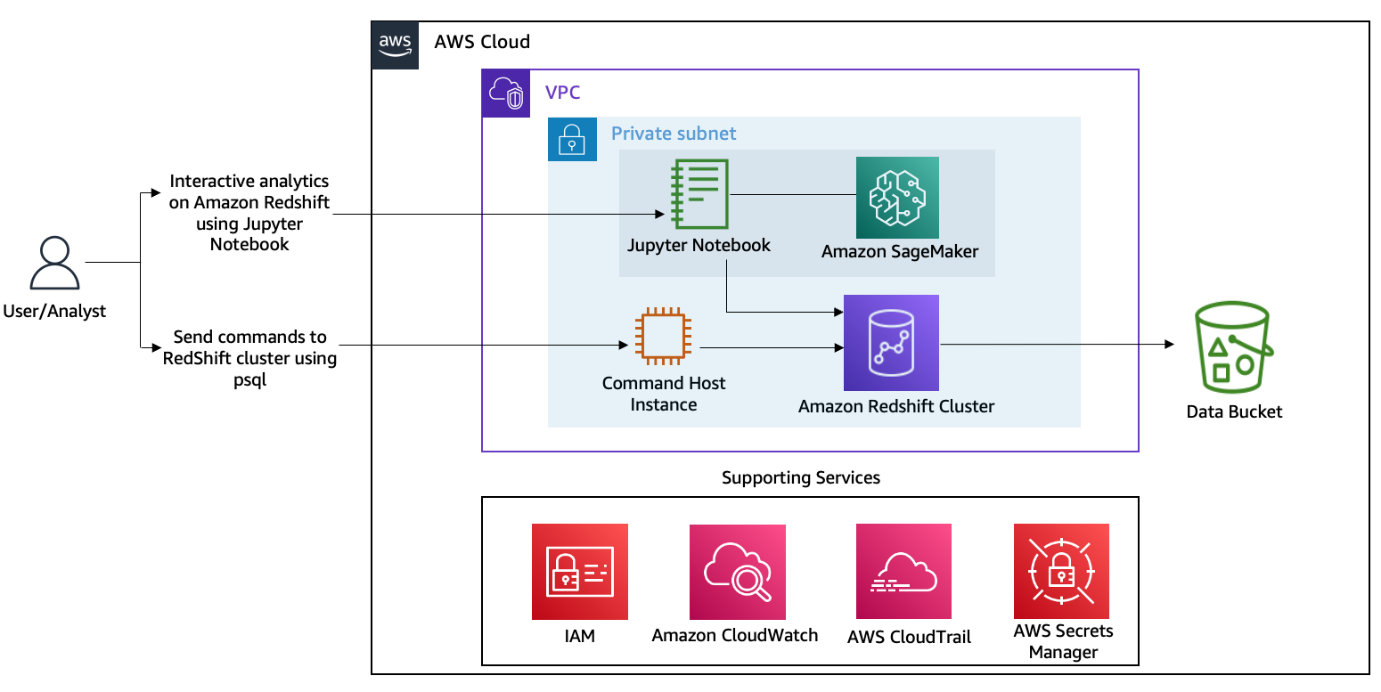 aws
AWS Cloud
VPC
Private subnet
Interactive analytics
on Amazon Redshift
using Jupyter
Notebook
Jupyter Notebook
Amazon SageMaker
User/Analyst
Send commands to
RedShift cluster using
psql
Command Host
Instance
Amazon Redshift Cluster
Data Bucket
Supporting Services
IAM
Amazon CloudWatch
AWS CloudTrail
AWS Secrets
Manager